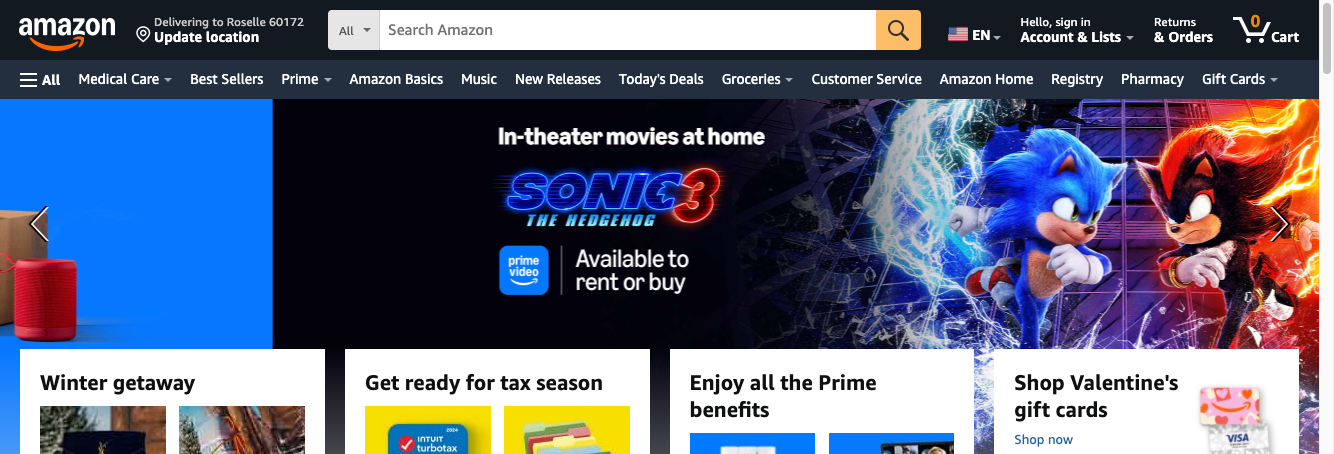 amazon
Delivering to Roselle 60172
Update location
All
Search Amazon
EN
Hello, sign in
Account & Lists
Returns
& Orders
0
Cart
All
Medical Care
Best Sellers
Prime
Amazon Basics
Music
New Releases
Today's Deals
Groceries
Customer Service
Amazon Home
Registry
Pharmacy
Gift Cards
In-theater movies at home
SONIC 3
THE HEDGEHOG
prime
video
Available to
rent or buy
Winter getaway
Get ready for tax season
Enjoy all the Prime
benefits
Shop Valentine's
gift cards
Shop now
2024
INTUIT
turbotax
VISA